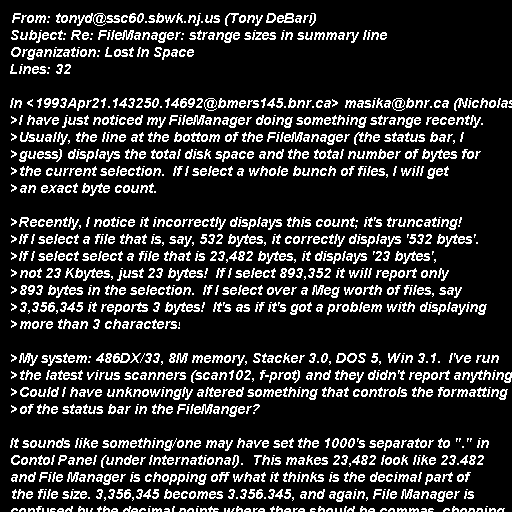 From: tonyd@ssc60.sbwk.nj.us (Tony DeBari)
Subject: Re: FileManager: strange sizes in summary line
Organization: Lost In Space
Lines: 32

In <1993Apr21.143250.14692@bmers145.bnr.ca> masika@bnr.ca (Nicholas
>I have just noticed my FileManager doing something strange recently.
>Usually, the line at the bottom of the FileManager (the status bar, I
>guess) displays the total disk space and the total number of bytes for
>the current selection.  If I select a whole bunch of files, I will get
>an exact byte count.

>Recently, I notice it incorrectly displays this count; it's truncating!
>If I select a file that is, say, 532 bytes, it correctly displays '532 bytes'.
>If I select select a file that is 23,482 bytes, it displays '23 bytes',
>not 23 Kbytes, just 23 bytes!  If I select 893,352 it will report only
>893 bytes in the selection.  If I select over a Meg worth of files, say
>3,356,345 it reports 3 bytes!  It's as if it's got a problem with displaying
>more than 3 characters!

>My system: 486DX/33, 8M memory, Stacker 3.0, DOS 5, Win 3.1.  I've run
>the latest virus scanners (scan102, f-prot) and they didn't report anything
>Could I have unknowingly altered something that controls the formatting
>of the status bar in the FileManger?

It sounds like something/one may have set the 1000's separator to "." in
Contol Panel (under International).  This makes 23,482 look like 23.482
and File Manager is chopping off what it thinks is the decimal part of
the file size. 3,356,345 becomes 3.356.345, and again, File Manager is
confused by the decimal points where there should be commas, chopping